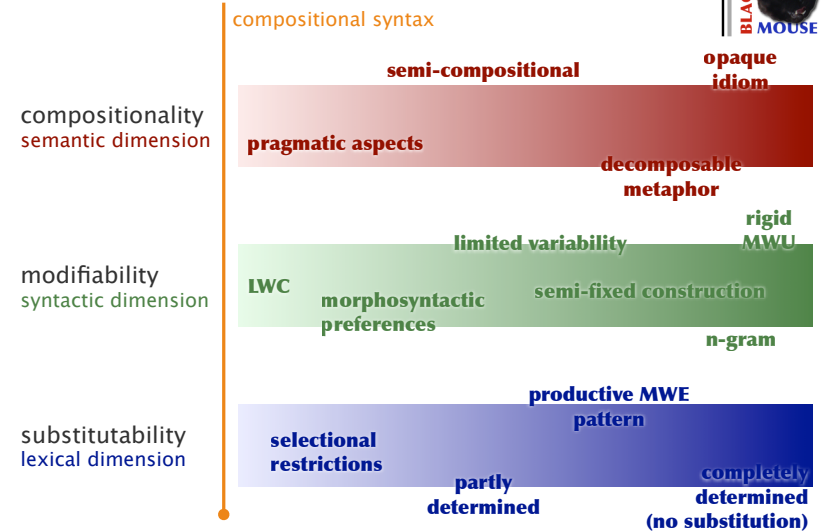 compositional syntax
BLAC
MOUSE
semi-compositional
opaque
idiom
compositionality
semantic dimension
pragmatic aspects
decomposable
metaphor
rigid
MWU
limited variability
modifiability
syntactic dimension
LWC
morphosyntactic
preferences
semi-fixed construction
n-gram
productive MWE
pattern
substitutability
lexical dimension
selectional
restrictions
partly
determined
completely
determined
(no substitution)